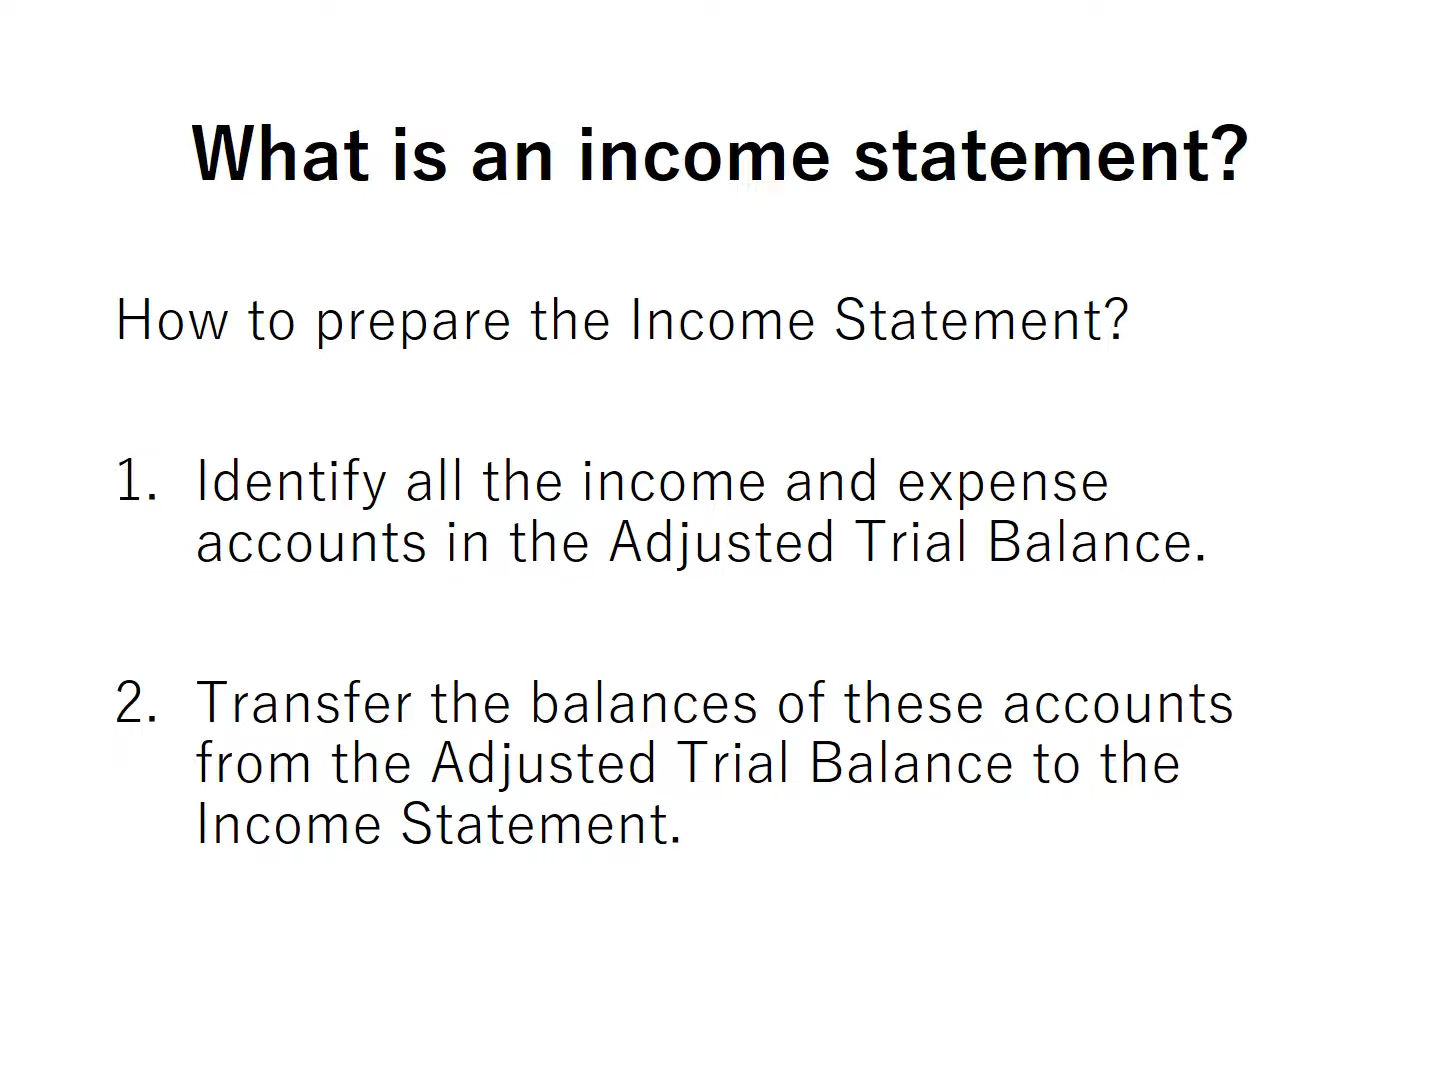 What is an income statement?
How to prepare the Income Statement?
1. Identify all the income and expense
accounts in the Adjusted Trial Balance.
2. Transfer the balances of these accounts
from the Adjusted Trial Balance to the
Income Statement.